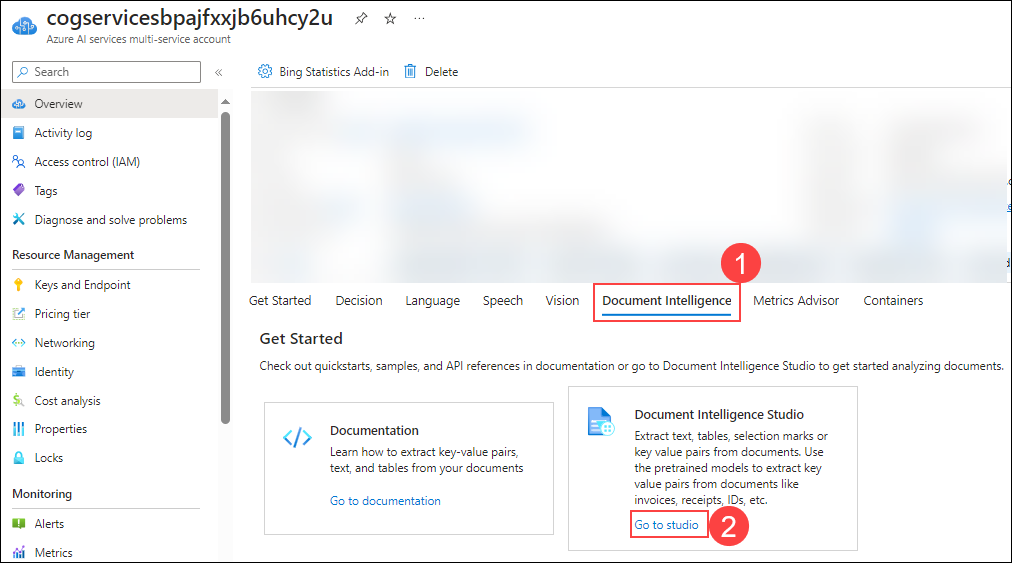 cogservicesbpajfxxjb6uhcy2u
Azure AI services multi-service account
Search
«
Bing Statistics Add-in
Delete
Overview
Activity log
Access control (IAM)
Tags
Diagnose and solve problems
Resource Management
Keys and Endpoint
Pricing tier
Networking
Identity
Cost analysis
Properties
Locks
Monitoring
Alerts
Metrics
1
Get Started Decision Language Speech Vision Document Intelligence Metrics Advisor Containers
Get Started
Check out quickstarts, samples, and API references in documentation or go to Document Intelligence Studio to get started analyzing documents.
Documentation
Learn how to extract key-value pairs,
text, and tables from your documents
Go to documentation
Document Intelligence Studio
Extract text, tables, selection marks or
key value pairs from documents. Use
the pretrained models to extract key
value pairs from documents like
invoices, receipts, IDs, etc.
Go to studio
2